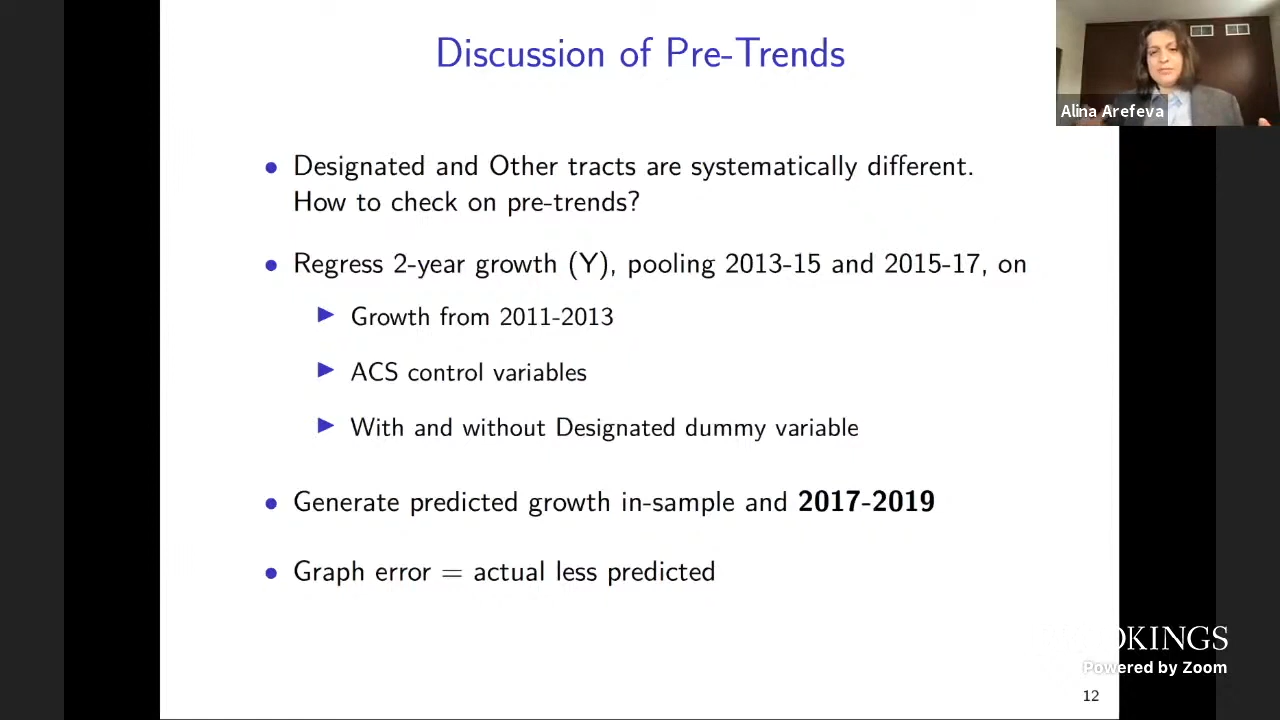 Discussion of Pre-Trends
Alina Arefeva
• Designated and Other tracts are systematically different.
How to check on pre-trends?
• Regress 2-year growth (Y), pooling 2013-15 and 2015-17, on
▶ Growth from 2011-2013
▶ ACS control variables
▶ With and without Designated dummy variable
• Generate predicted growth in-sample and 2017-2019
• Graph error = actual less predicted
OKINGS
Powered by Zoom
12